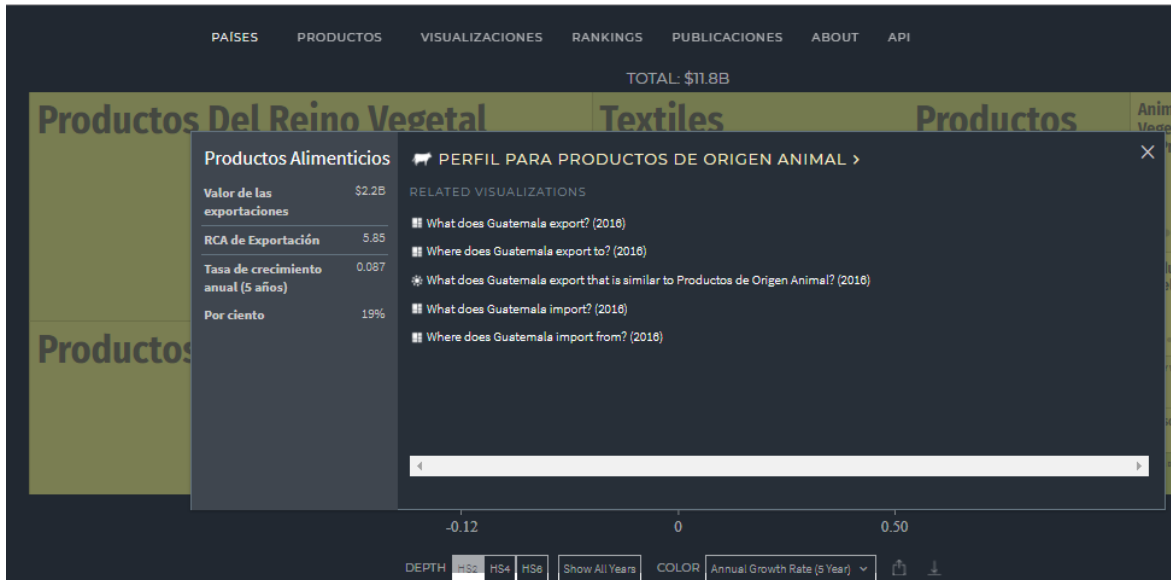 PAÍSES PRODUCTOS VISUALIZACIONES RANKINGS PUBLICACIONES ABOUT API
TOTAL: $11.8B
Productos Del Reino Vegetal
Textiles
Productos
Productos Alimenticios
Valor de las exportaciones $2.2B
RCA de Exportación 5.85
Tasa de crecimiento anual (5 años) 0.087
Por ciento 19%
PERFIL PARA PRODUCTOS DE ORIGEN ANIMAL >
RELATED VISUALIZATIONS
What does Guatemala export? (2016)
Where does Guatemala export to? (2016)
What does Guatemala export that is similar to Productos de Origen Animal? (2016)
What does Guatemala import? (2016)
Where does Guatemala import from? (2016)
Productos
-0.12 0 0.50
DEPTH HS2 HS4 HS6 Show All Years COLOR Annual Growth Rate (5 Year)